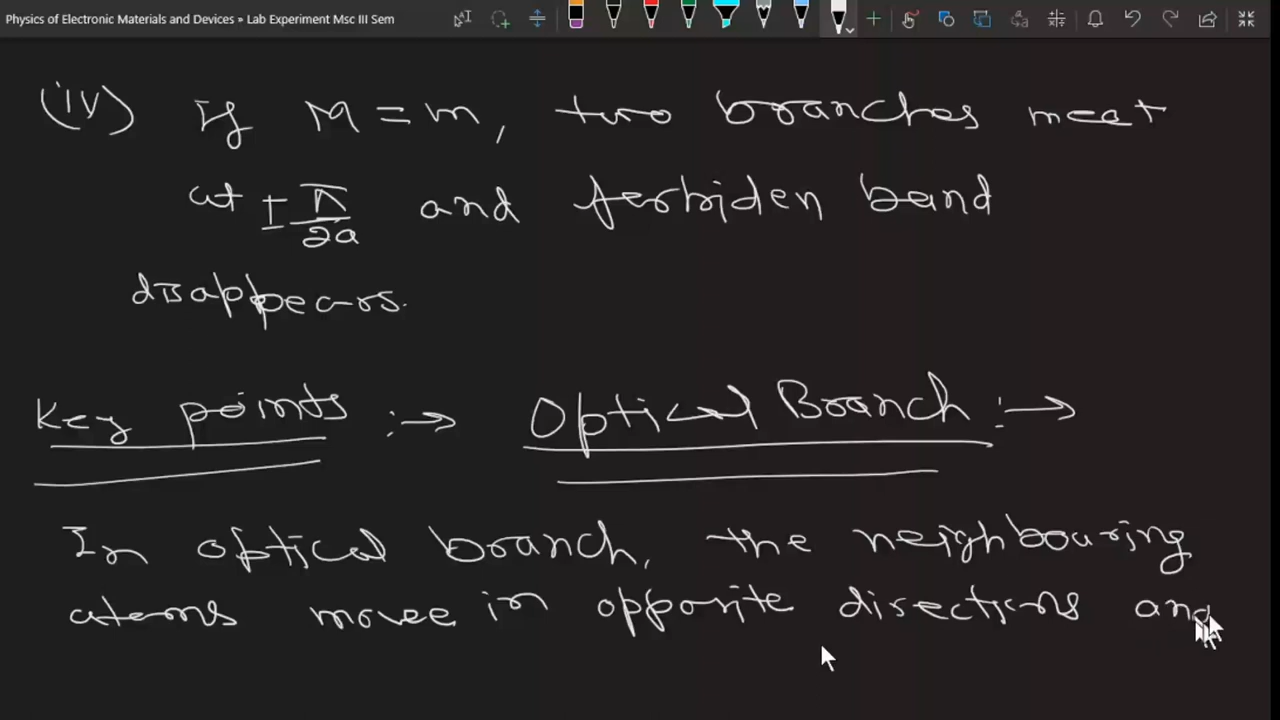 Physics of Electronic Materials and Devices » Lab Experiment Msc III Sem
(iv) If M = m, two branches meet
at ± π/2a and forbiden band
disappears.
Key points :→ Optical Branch :→
In optical branch, the neighbouring
atoms movee in opposite directions and